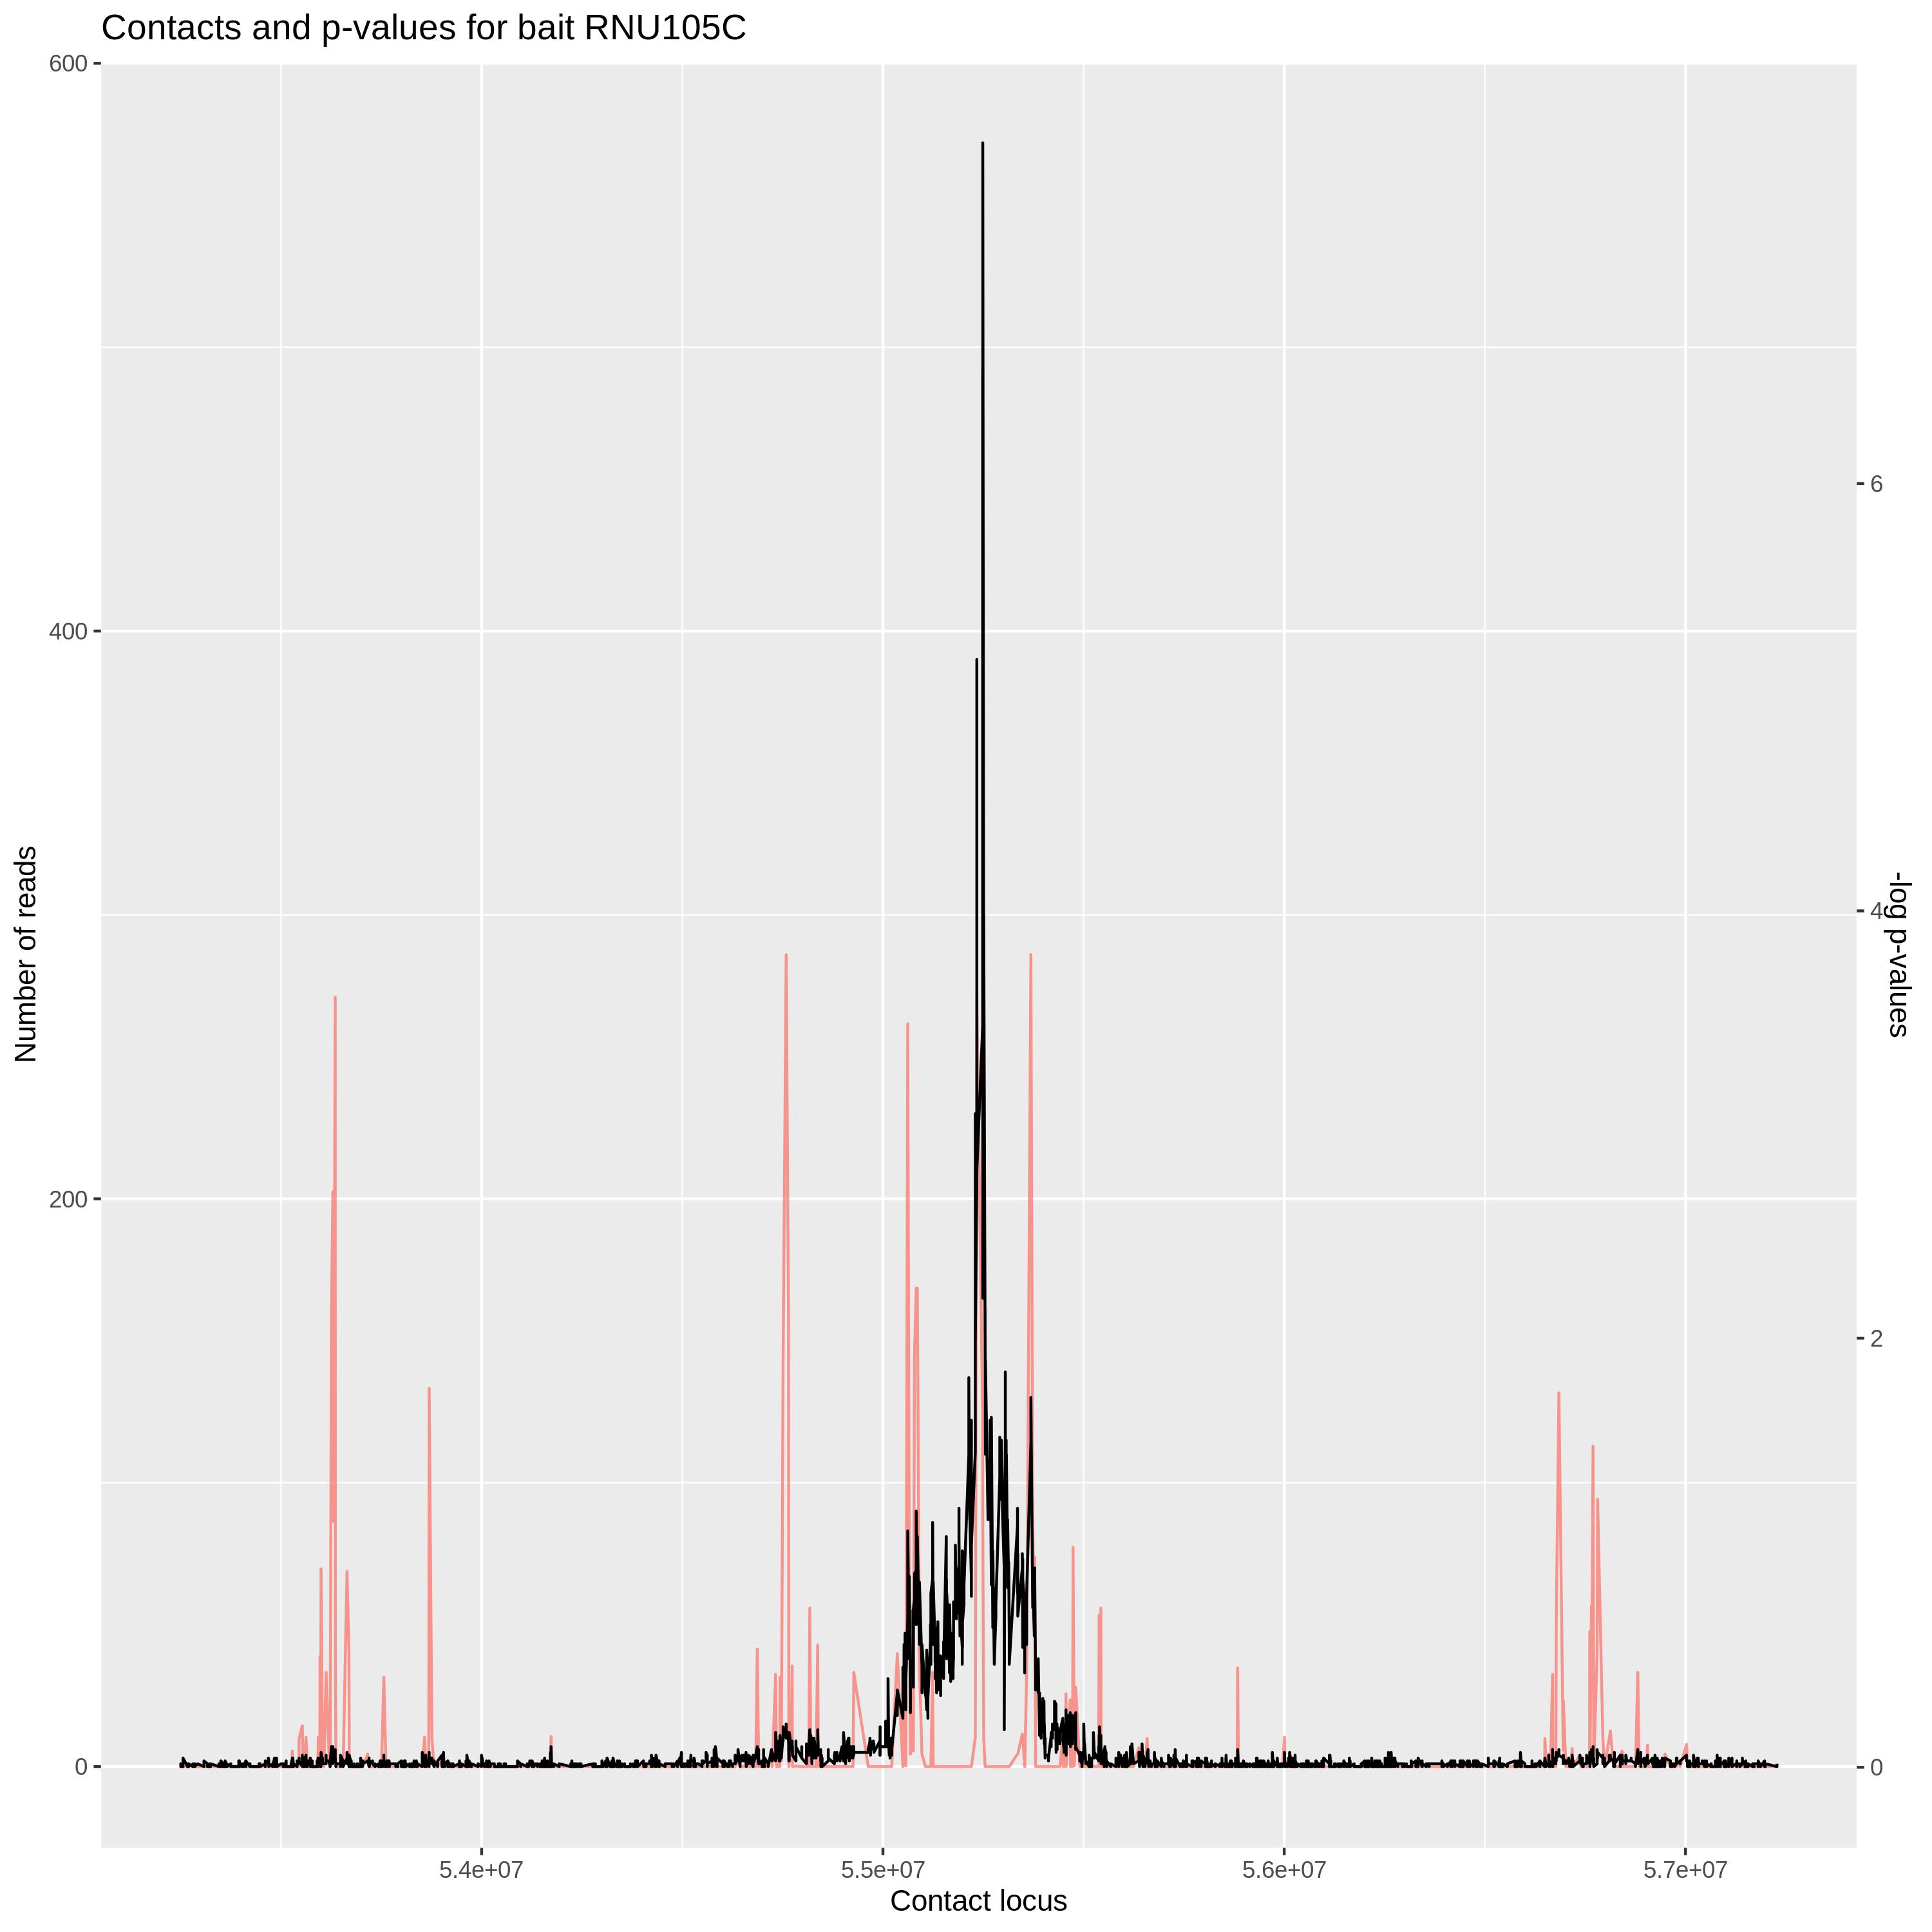 Contacts and p-values for bait RNU105C
600
400
200
0
Number of reads
6
4
2
0
-log p-values
5.4e+07
5.5e+07
5.6e+07
5.7e+07
Contact locus